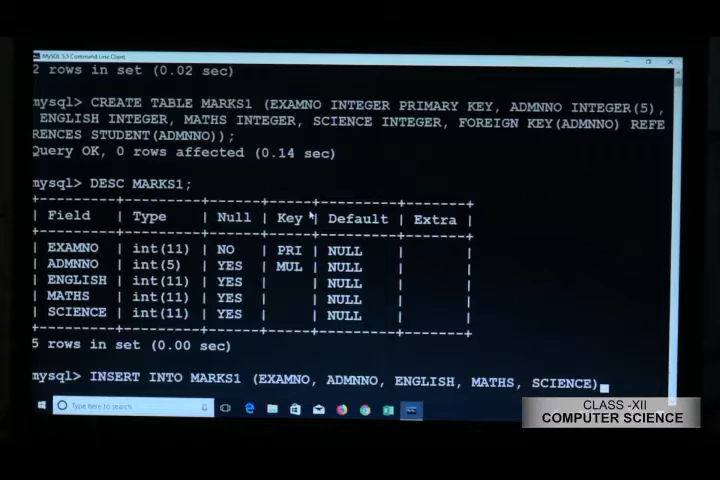 MySQL 5.5 Command Line Client
2 rows in set (0.02 sec)
mysql> CREATE TABLE MARKS1 (EXAMNO INTEGER PRIMARY KEY, ADMNNO INTEGER(5),
ENGLISH INTEGER, MATHS INTEGER, SCIENCE INTEGER, FOREIGN KEY(ADMNNO) REFE
RENCES STUDENT(ADMNNO));
Query OK, 0 rows affected (0.14 sec)
mysql> DESC MARKS1;
+---------+---------+------+-----+---------+-------+
| Field | Type | Null | Key | Default | Extra |
+---------+---------+------+-----+---------+-------+
| EXAMNO | int(11) | NO | PRI | NULL | |
| ADMNNO | int(5) | YES | MUL | NULL | |
| ENGLISH | int(11) | YES | | NULL | |
| MATHS | int(11) | YES | | NULL | |
| SCIENCE | int(11) | YES | | NULL | |
+---------+---------+------+-----+---------+-------+
5 rows in set (0.00 sec)
mysql> INSERT INTO MARKS1 (EXAMNO, ADMNNO, ENGLISH, MATHS, SCIENCE)
Type here to search
CLASS -XII
COMPUTER SCIENCE